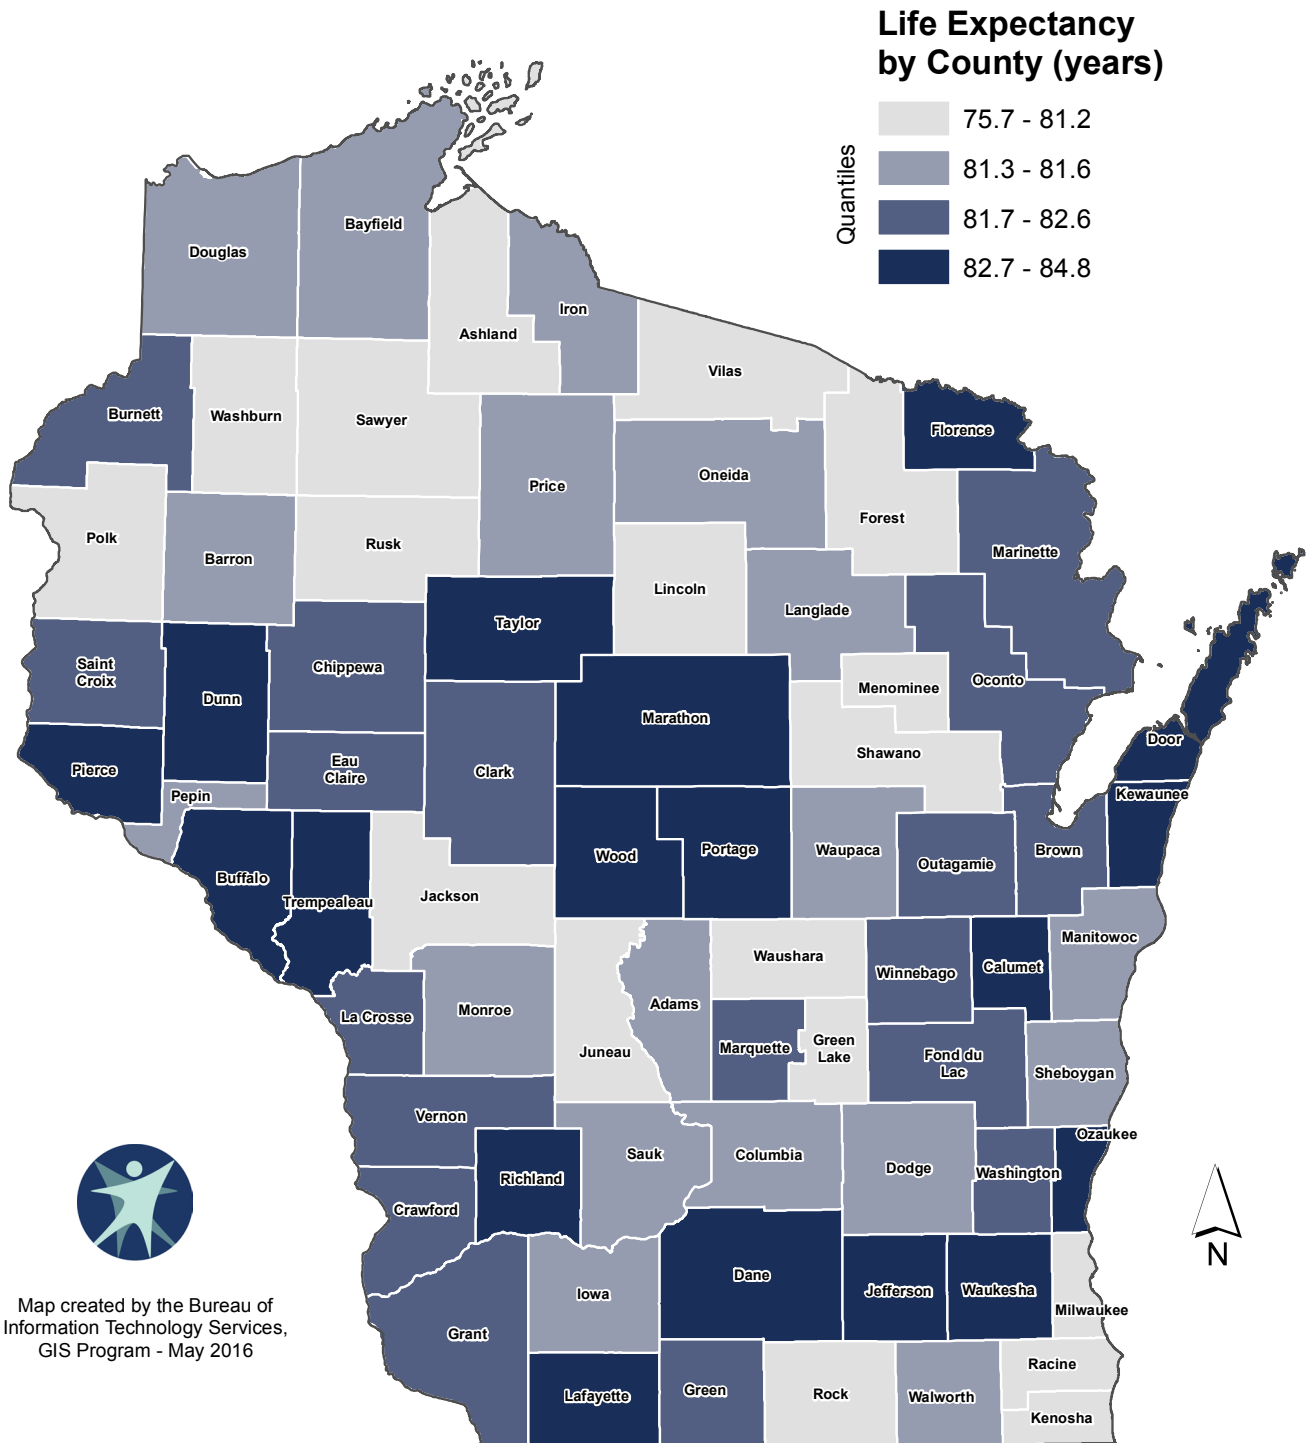 Life Expectancy
by County (years)
Quantiles
75.7 - 81.2
81.3 - 81.6
81.7 - 82.6
82.7 - 84.8
Bayfield
Douglas
Iron
Ashland
Vilas
Burnett
Washburn
Sawyer
Florence
Oneida
Price
Forest
Polk
Barron
Rusk
Marinette
Lincoln
Langlade
Taylor
Saint
Croix
Chippewa
Menominee
Oconto
Dunn
Marathon
Door
Shawano
Pierce
Eau
Claire
Clark
Pepin
Kewaunee
Wood
Portage
Waupaca
Outagamie
Brown
Buffalo
Trempealeau
Jackson
Manitowoc
Waushara
Winnebago
Calumet
Adams
Monroe
La Crosse
Juneau
Marquette
Green
Lake
Fond du
Lac
Sheboygan
Vernon
Ozaukee
Sauk
Columbia
Dodge
Washington
Richland
Crawford
N
Dane
Jefferson
Waukesha
Iowa
Milwaukee
Map created by the Bureau of
Information Technology Services,
GIS Program - May 2016
Grant
Racine
Lafayette
Green
Rock
Walworth
Kenosha